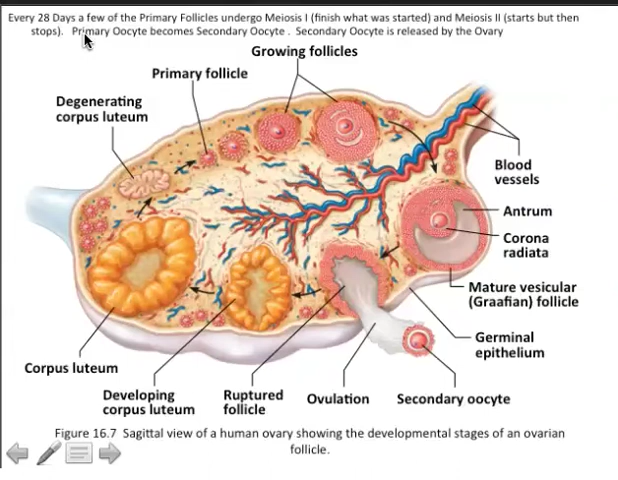 Every 28 Days a few of the Primary Follicles undergo Meiosis I (finish what was started) and Meiosis II (starts but then
stops). Primary Oocyte becomes Secondary Oocyte . Secondary Oocyte is released by the Ovary
Growing follicles
Primary follicle
Degenerating
corpus luteum
Blood
vessels
Antrum
Corona
radiata
Mature vesicular
(Graafian) follicle
Germinal
epithelium
Corpus luteum
Developing
corpus luteum
Ruptured
follicle
Ovulation
Secondary oocyte
Figure 16.7 Sagittal view of a human ovary showing the developmental stages of an ovarian
follicle.